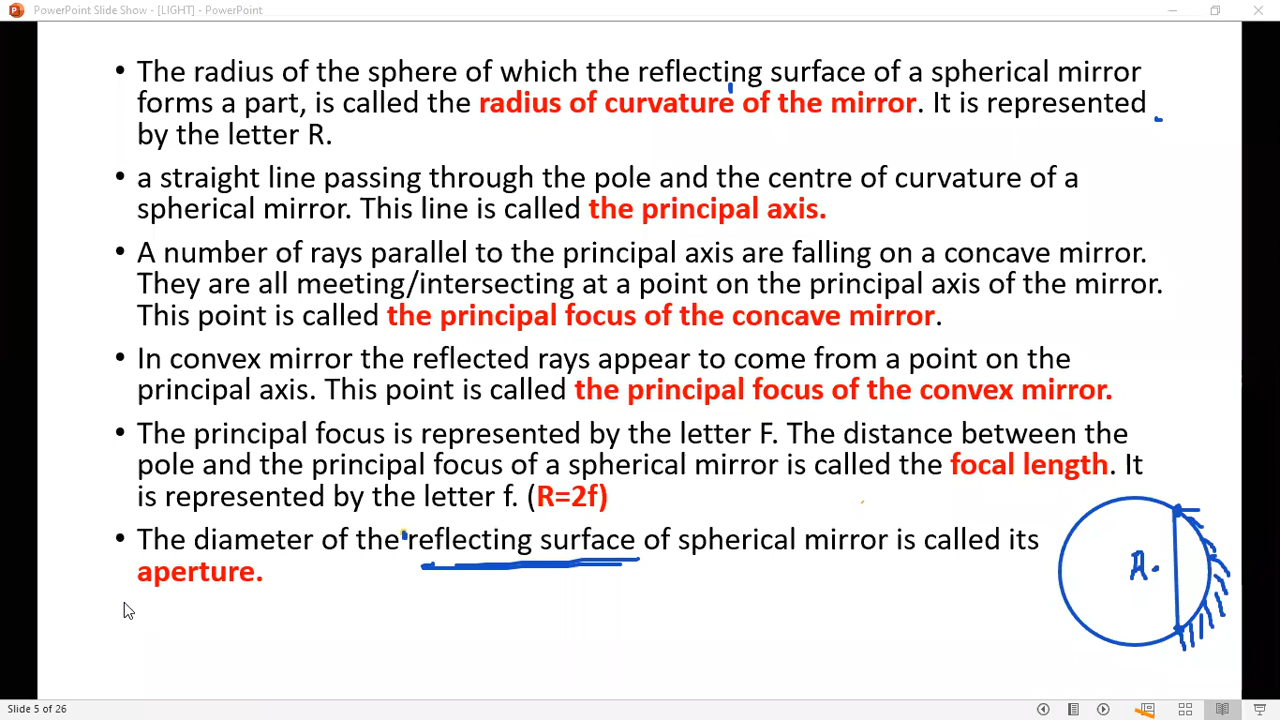 PowerPoint Slide Show - [LIGHT] - PowerPoint
• The radius of the sphere of which the reflecting surface of a spherical mirror
forms a part, is called the radius of curvature of the mirror. It is represented
by the letter R.
• a straight line passing through the pole and the centre of curvature of a
spherical mirror. This line is called the principal axis.
• A number of rays parallel to the principal axis are falling on a concave mirror.
They are all meeting/intersecting at a point on the principal axis of the mirror.
This point is called the principal focus of the concave mirror.
• In convex mirror the reflected rays appear to come from a point on the
principal axis. This point is called the principal focus of the convex mirror.
• The principal focus is represented by the letter F. The distance between the
pole and the principal focus of a spherical mirror is called the focal length. It
is represented by the letter f. (R=2f)
• The diameter of the reflecting surface of spherical mirror is called its
aperture.
A.
Slide 5 of 26